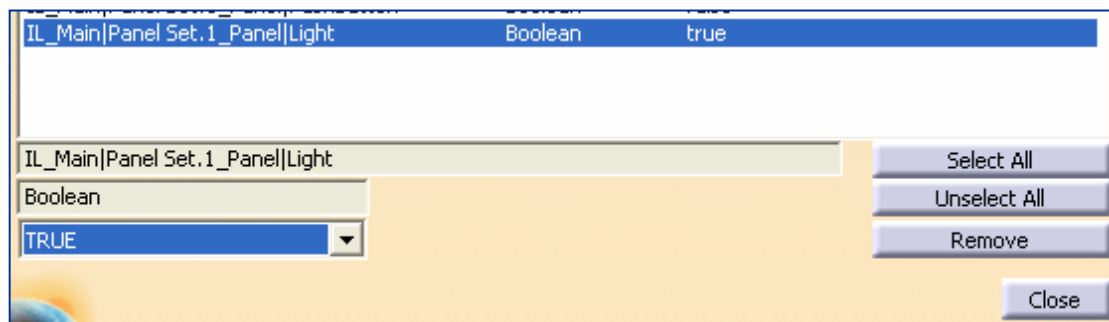 IL_Main|Panel Set.1_Panel|Light Boolean true
IL_Main|Panel Set.1_Panel|Light
Select All
Boolean
Unselect All
TRUE
Remove
Close